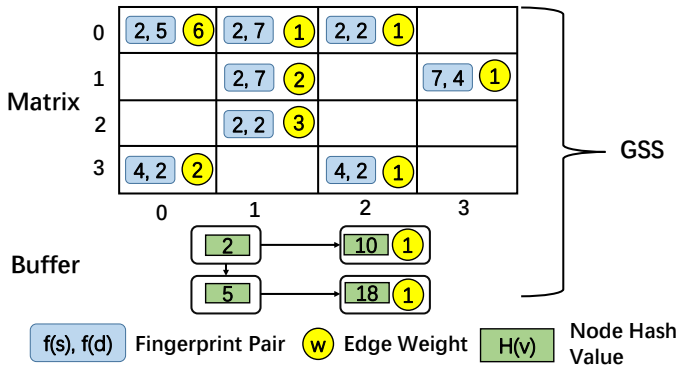 0 2, 5 6 2, 7 1 2, 2 1
1 2, 7 2 7, 4 1
Matrix
2 2, 2 3
GSS
3 4, 2 2 4, 2 1
0 1 2 3
Buffer
2 10 1
5 18 1
f(s), f(d) Fingerprint Pair w Edge Weight H(v) Node Hash
Value